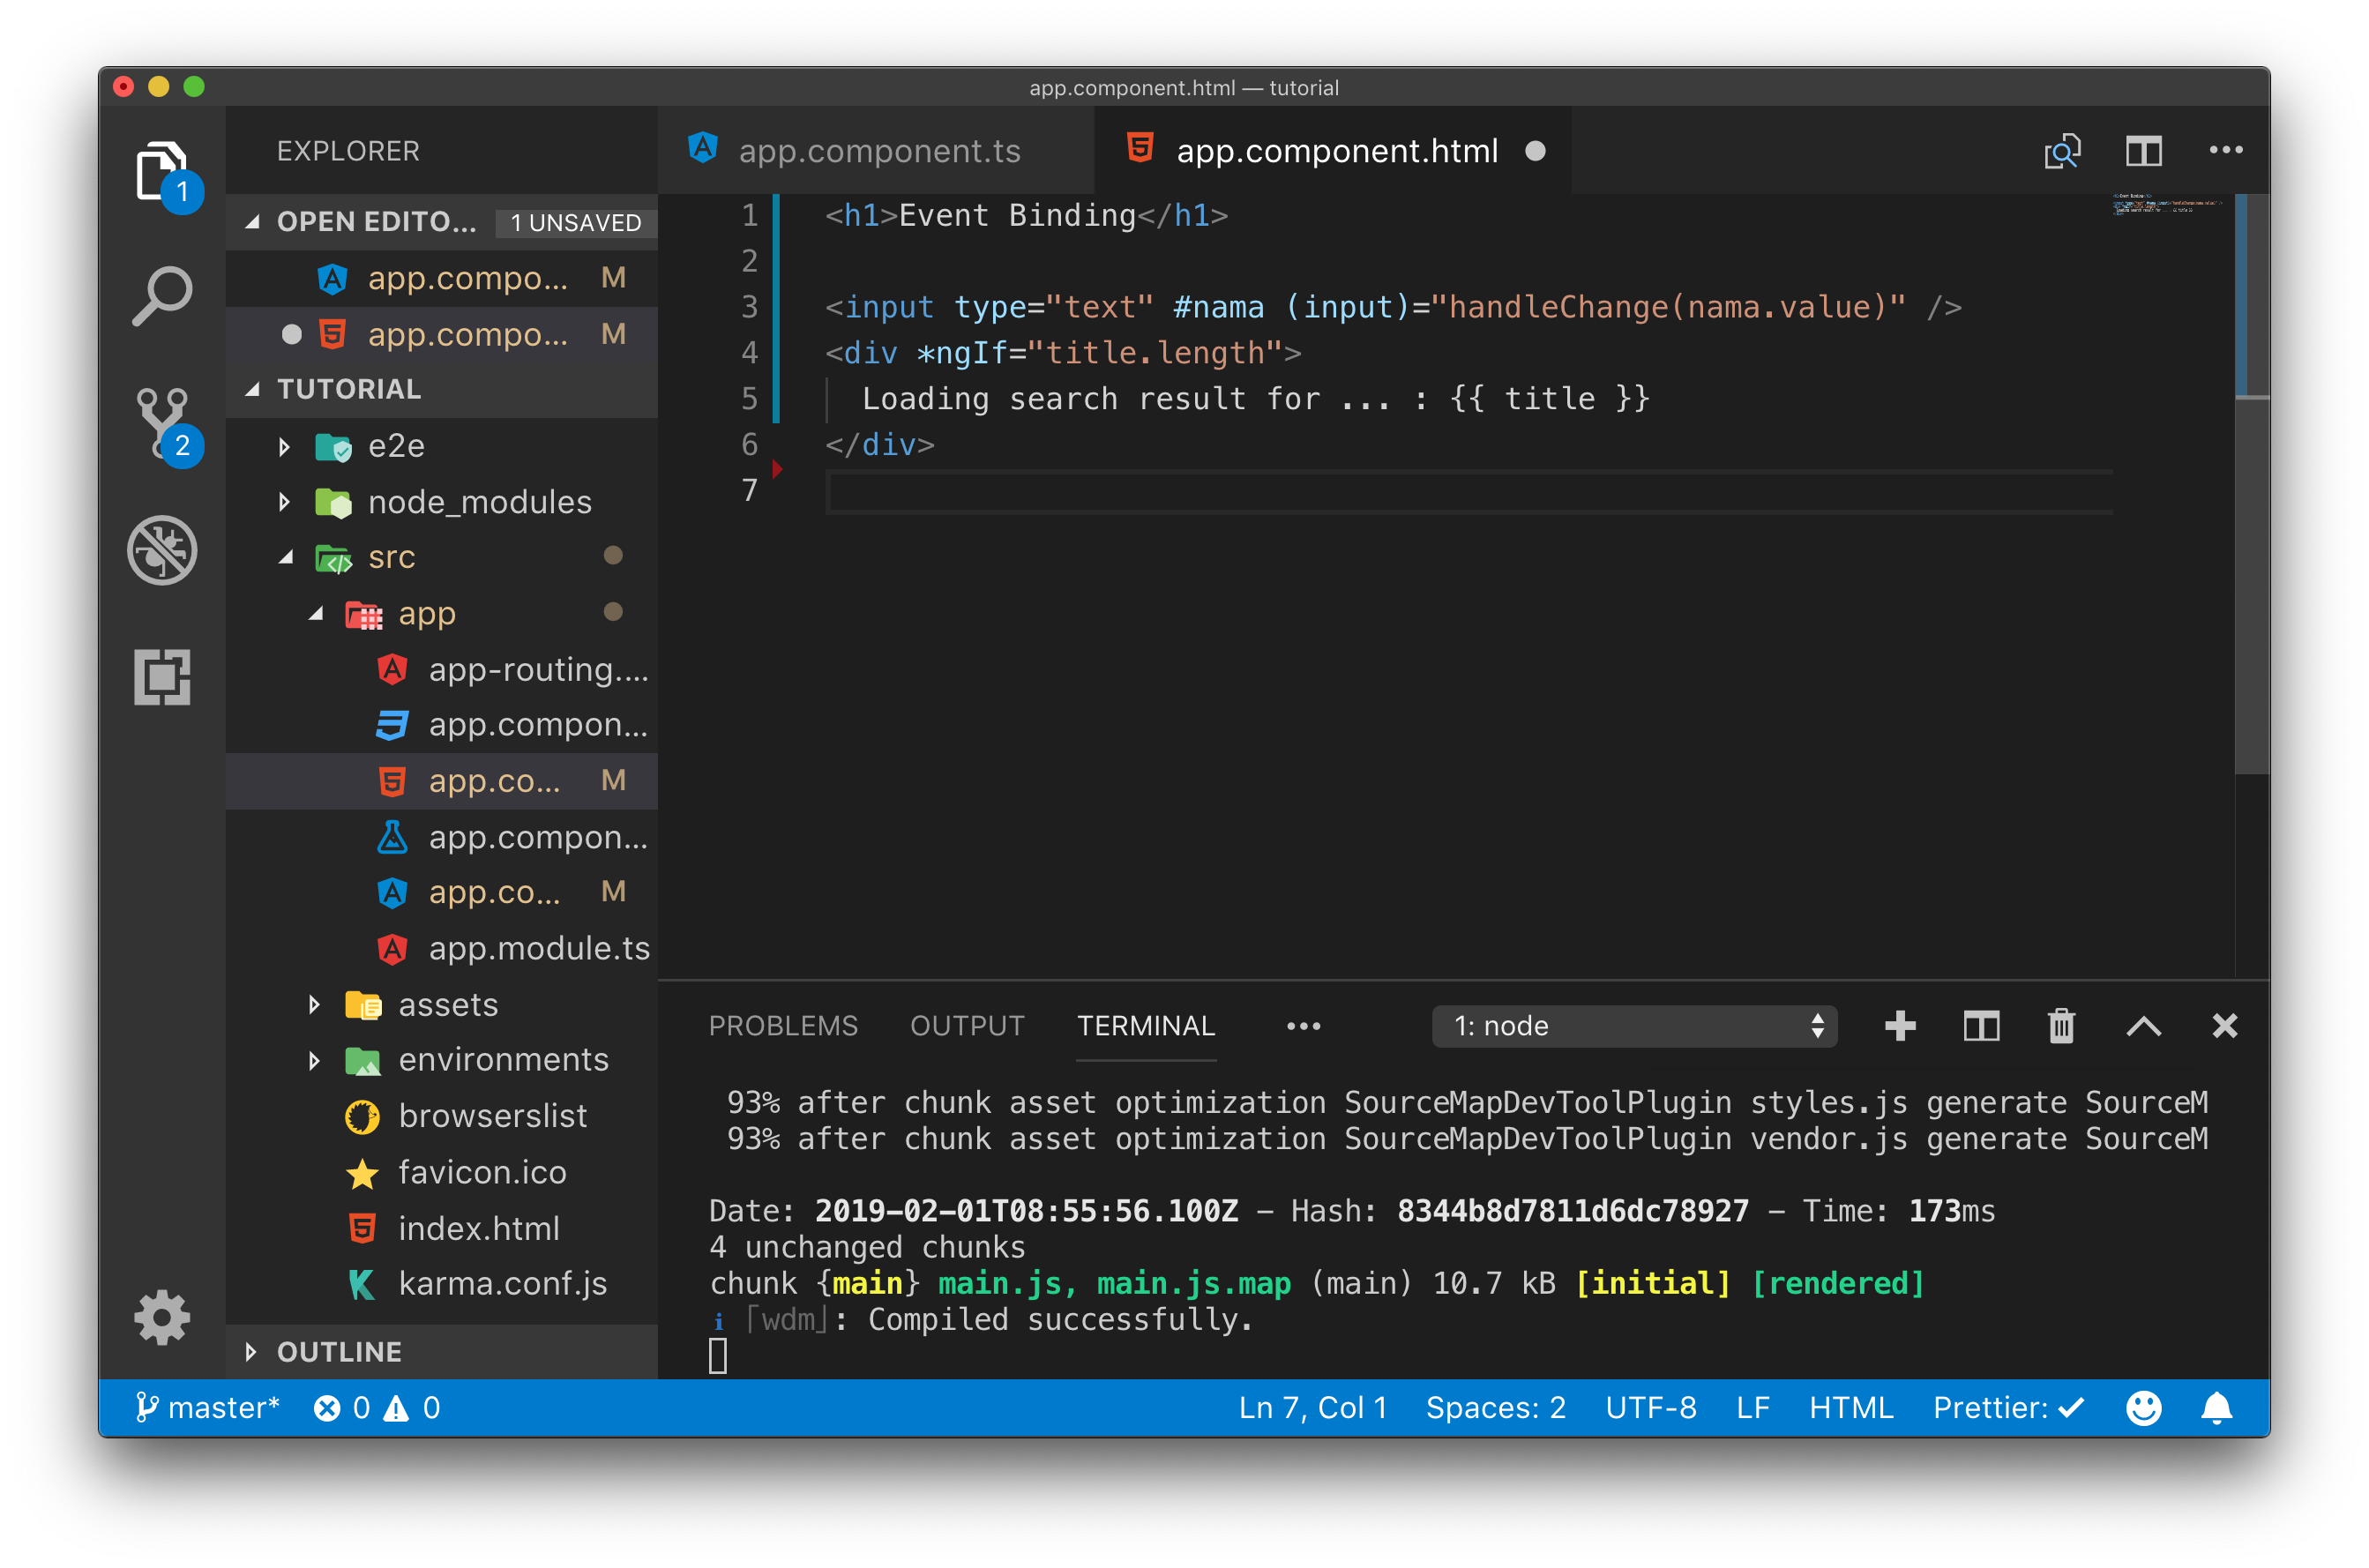 app.component.html — tutorial
EXPLORER
OPEN EDITO... 1 UNSAVED
app.compo... M
app.compo... M
TUTORIAL
e2e
node_modules
src
app
app-routing....
app.compon...
app.co... M
app.compon...
app.co... M
app.module.ts
assets
environments
browserslist
favicon.ico
index.html
karma.conf.js
OUTLINE
1
2
app.component.ts
app.component.html
1 <h1>Event Binding</h1>
2
3 <input type="text" #nama (input)="handleChange(nama.value)" />
4 <div *ngIf="title.length">
5 Loading search result for ... : {{ title }}
6 </div>
7
PROBLEMS OUTPUT TERMINAL ••• 1: node
93% after chunk asset optimization SourceMapDevToolPlugin styles.js generate SourceM
93% after chunk asset optimization SourceMapDevToolPlugin vendor.js generate SourceM
Date: 2019-02-01T08:55:56.100Z - Hash: 8344b8d7811d6dc78927 - Time: 173ms
4 unchanged chunks
chunk {main} main.js, main.js.map (main) 10.7 kB [initial] [rendered]
ℹ ｢wdm｣: Compiled successfully.
master* 0 0 Ln 7, Col 1 Spaces: 2 UTF-8 LF HTML Prettier: ✓